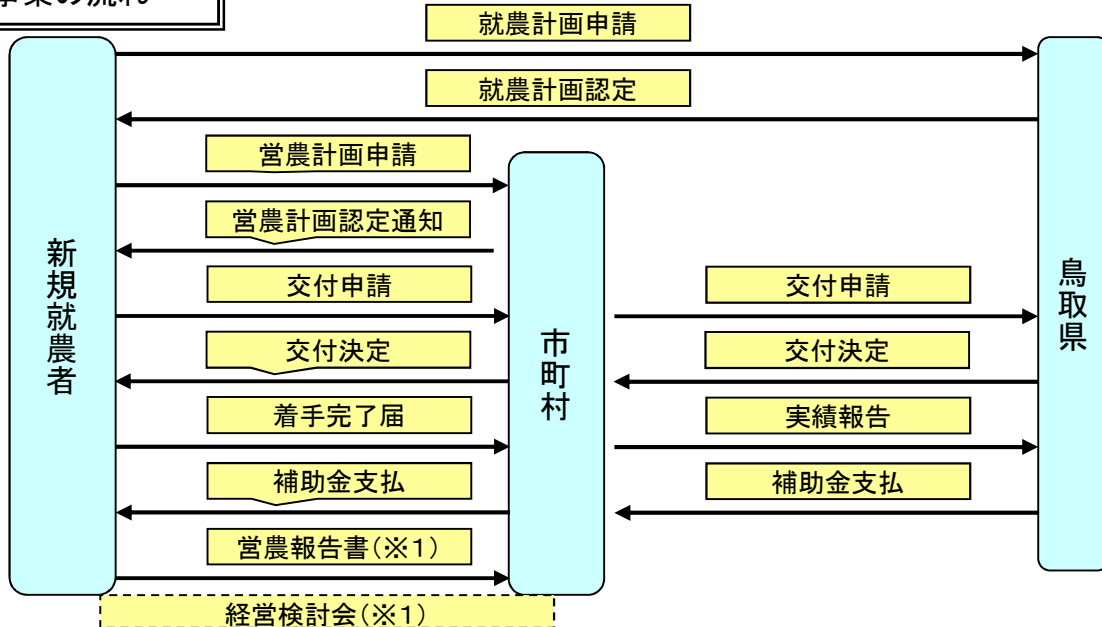 事業の流れ
就農計画申請
就農計画認定
営農計画申請
営農計画認定通知
新規就農者
市町村
鳥取県
交付申請
交付申請
交付決定
交付決定
着手完了届
実績報告
補助金支払
補助金支払
営農報告書(※1)
経営検討会(※1)